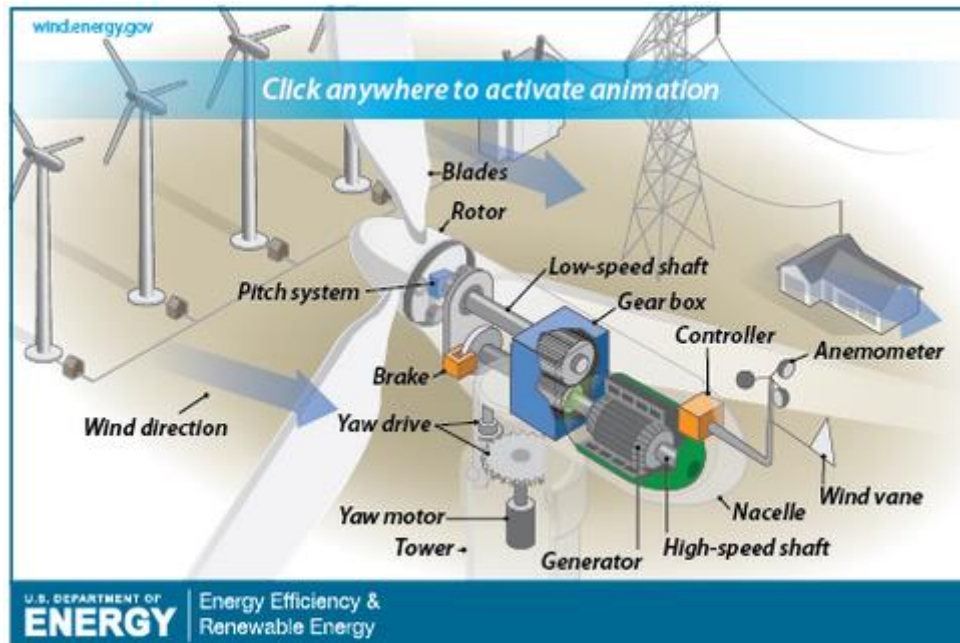 wind.energy.gov
Click anywhere to activate animation
Blades
Rotor
Low-speed shaft
Pitch system
Gear box
Controller
Anemometer
Brake
Wind direction
Yaw drive
Wind vane
Nacelle
Yaw motor
Tower
Generator
High-speed shaft
U.S. DEPARTMENT OF
ENERGY
Energy Efficiency &
Renewable Energy